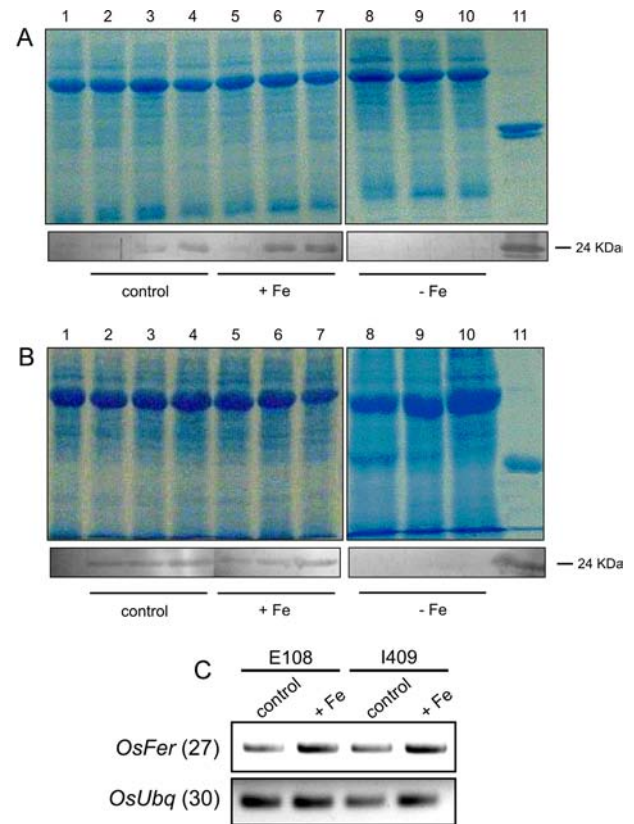 A
1 2 3 4 5 6 7 8 9 10 11
24 KDa
control + Fe - Fe
B
1 2 3 4 5 6 7 8 9 10 11
24 KDa
control + Fe - Fe
C
E108 I409
control + Fe control + Fe
OsFer (27)
OsUbq (30)